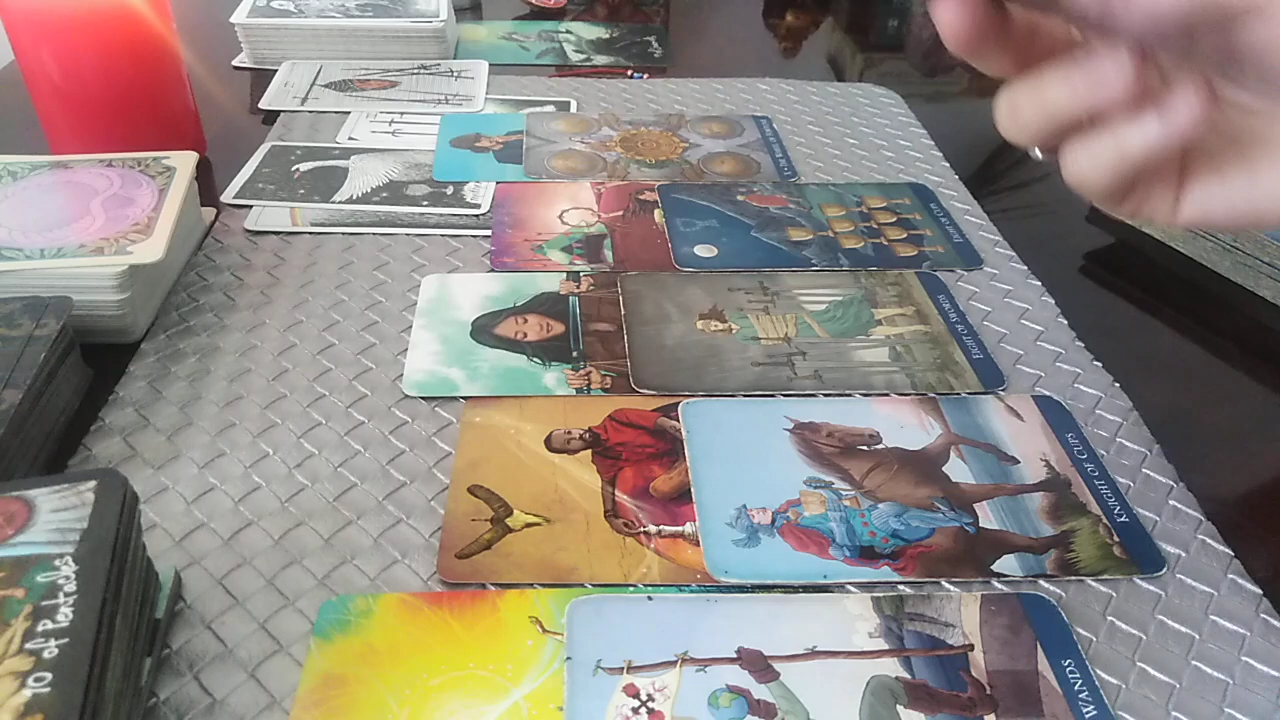 EIGHT OF CUPS
EIGHT OF SWORDS
KNIGHT OF CUPS
WANDS
10 of Pentacles